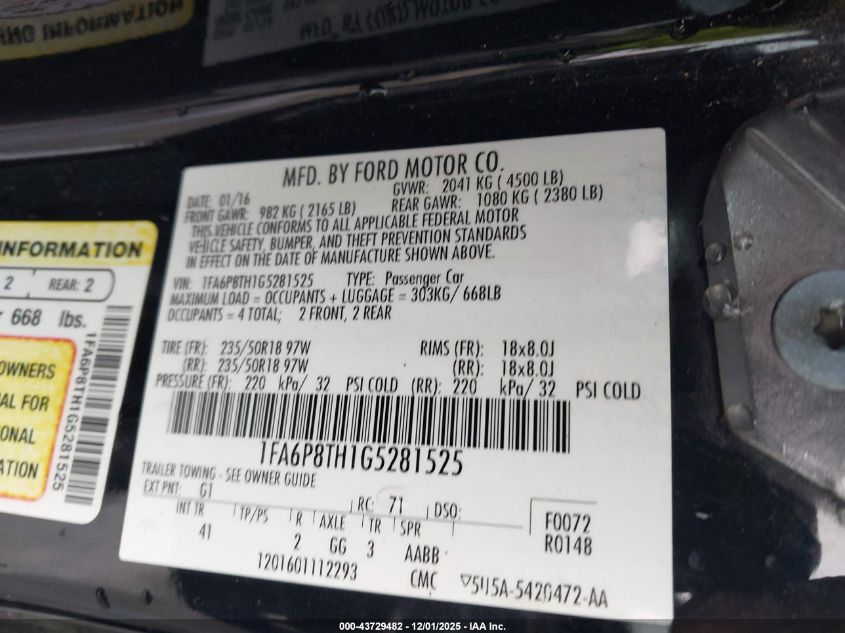 MFD. BY FORD MOTOR CO.
DATE: 01/16 GVWR: 2041 KG ( 4500 LB)
FRONT GAWR: 982 KG ( 2165 LB) REAR GAWR: 1080 KG ( 2380 LB)
THIS VEHICLE CONFORMS TO ALL APPLICABLE FEDERAL MOTOR
VEHICLE SAFETY, BUMPER, AND THEFT PREVENTION STANDARDS
IN EFFECT ON THE DATE OF MANUFACTURE SHOWN ABOVE.
VIN: 1FA6P8TH1G5281525 TYPE: Passenger Car
MAXIMUM LOAD = OCCUPANTS + LUGGAGE = 303KG/ 668LB
OCCUPANTS = 4 TOTAL; 2 FRONT, 2 REAR
TIRE (FR): 235/50R18 97W RIMS (FR): 18x8.0J
(RR): 235/50R18 97W (RR): 18x8.0J
PRESSURE (FR): 220 kPa/ 32 PSI COLD (RR): 220 kPa/ 32 PSI COLD
1FA6P8TH1G5281525
TRAILER TOWING - SEE OWNER GUIDE
EXT PNT: G1 RC: 71 DSO:
INT TR TP/PS R AXLE TR SPR F0072
41 2 GG 3 AABB R0148
1201601112293 CMC 5U5A-5420472-AA
INFORMATION
2 REAR: 2
668 lbs.
OWNERS
AL FOR
ONAL
1FA6P8TH1G5281525
000-43729482 - 12/01/2025 - IAA, Inc.